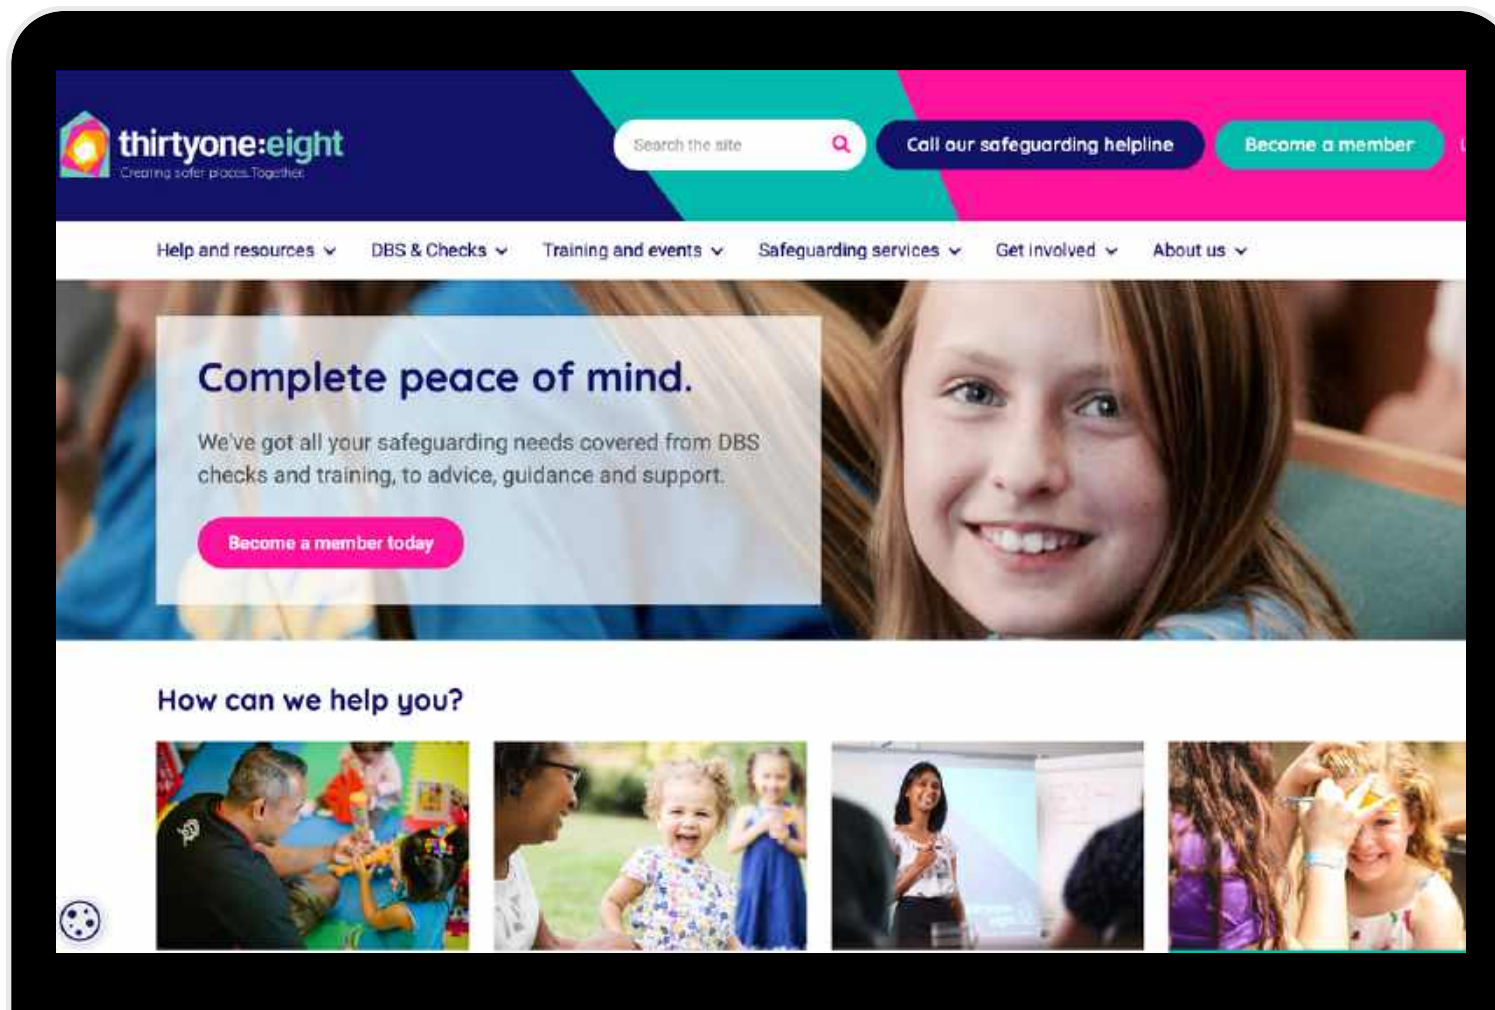 thirtyone:eight
Creating safer places. Together.
Search the site
Call our safeguarding helpline
Become a member
Help and resources
DBS & Checks
Training and events
Safeguarding services
Get involved
About us
Complete peace of mind.
We've got all your safeguarding needs covered from DBS
checks and training, to advice, guidance and support.
Become a member today
How can we help you?